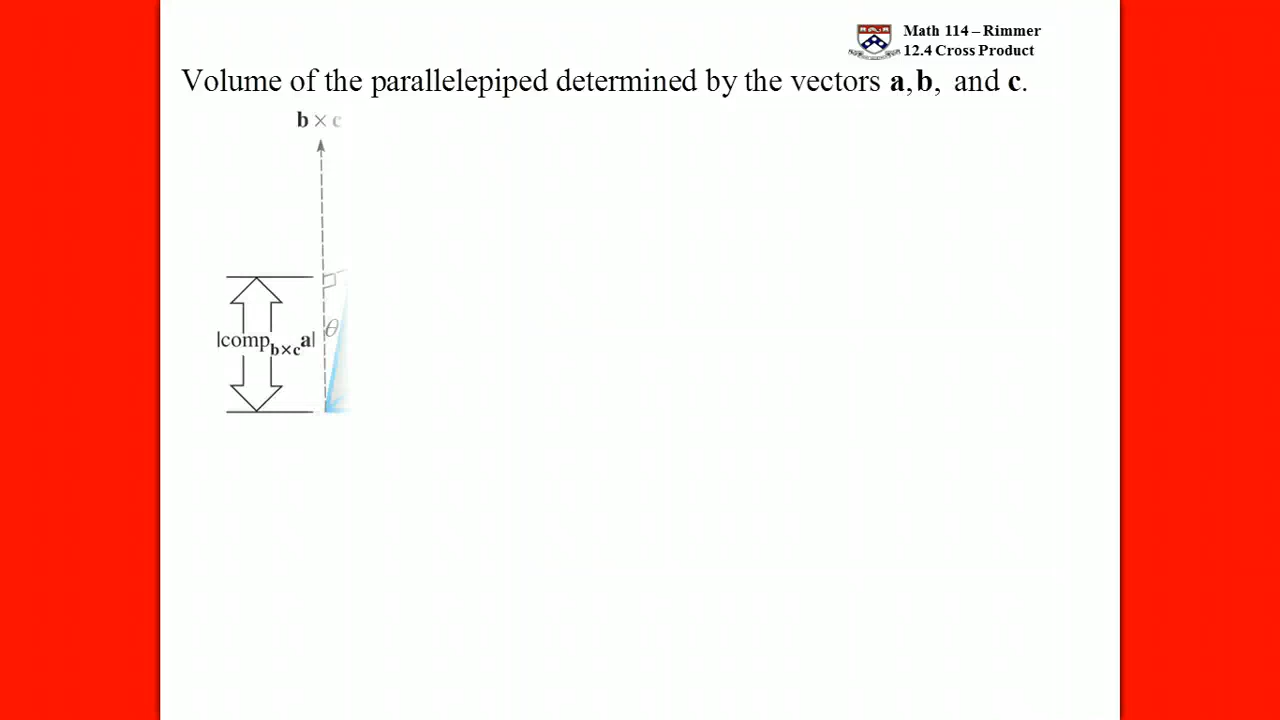 Math 114 – Rimmer
12.4 Cross Product
Volume of the parallelepiped determined by the vectors a, b, and c.
b × c
θ
|comp_b×c a|